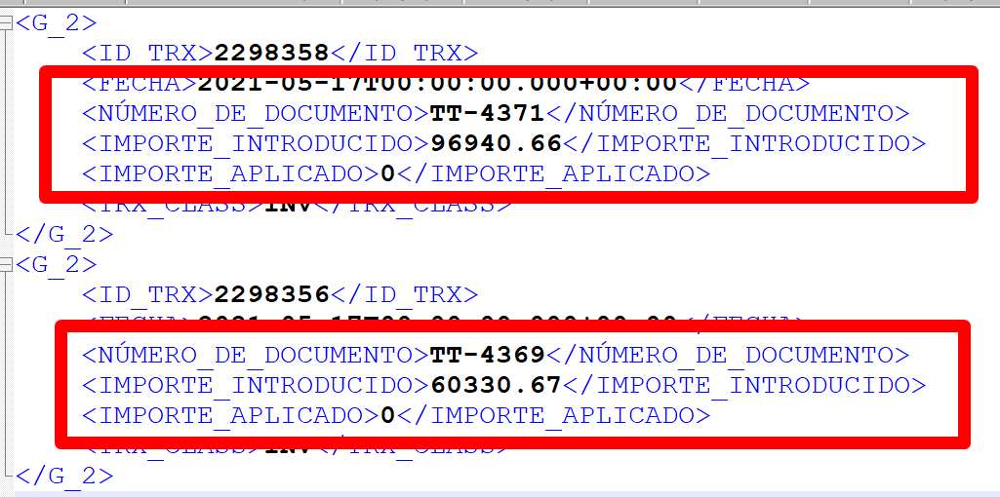 <G_2>
<ID_TRX>2298358</ID_TRX>
<FECHA>2021-05-17T00:00:00.000+00:00</FECHA>
<NÚMERO_DE_DOCUMENTO>TT-4371</NÚMERO_DE_DOCUMENTO>
<IMPORTE_INTRODUCIDO>96940.66</IMPORTE_INTRODUCIDO>
<IMPORTE_APLICADO>0</IMPORTE_APLICADO>
<TRX_CLASS>INV</TRX_CLASS>
</G_2>
<G_2>
<ID_TRX>2298356</ID_TRX>
<FECHA>2021-05-17T00:00:00.000+00:00</FECHA>
<NÚMERO_DE_DOCUMENTO>TT-4369</NÚMERO_DE_DOCUMENTO>
<IMPORTE_INTRODUCIDO>60330.67</IMPORTE_INTRODUCIDO>
<IMPORTE_APLICADO>0</IMPORTE_APLICADO>
<TRX_CLASS>INV</TRX_CLASS>
</G_2>